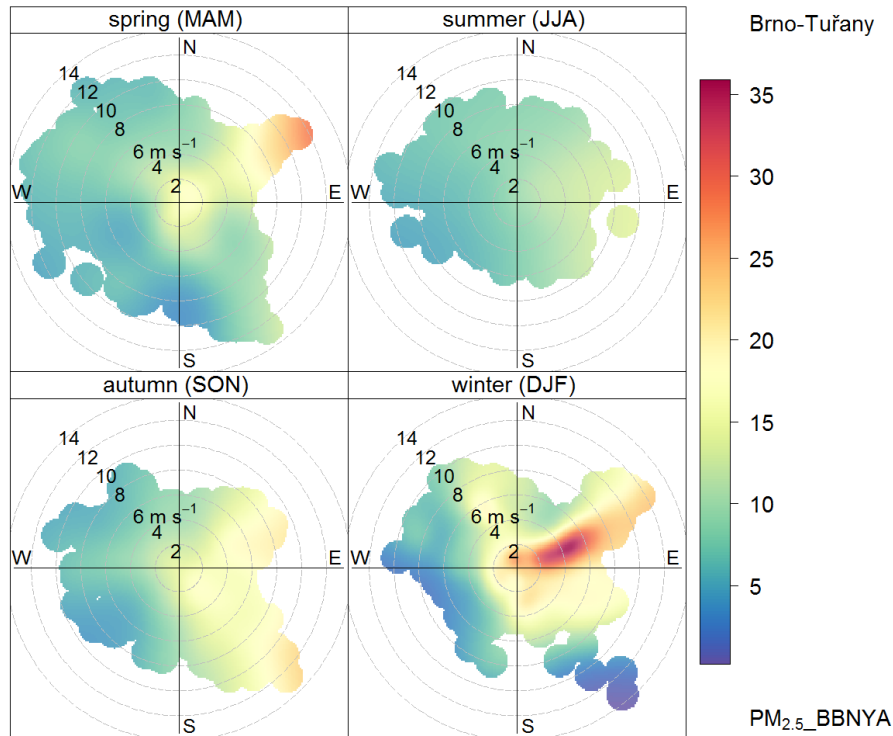 spring (MAM)
summer (JJA)
Brno-Tuřany
N
14
12
10
8
6 m s⁻¹
4
2
W
E
S
N
14
12
10
8
6 m s⁻¹
4
2
W
E
S
35
30
25
20
15
10
5
autumn (SON)
winter (DJF)
N
14
12
10
8
6 m s⁻¹
4
2
W
E
S
N
14
12
10
8
6 m s⁻¹
4
2
W
E
S
PM₂.₅_BBNYA